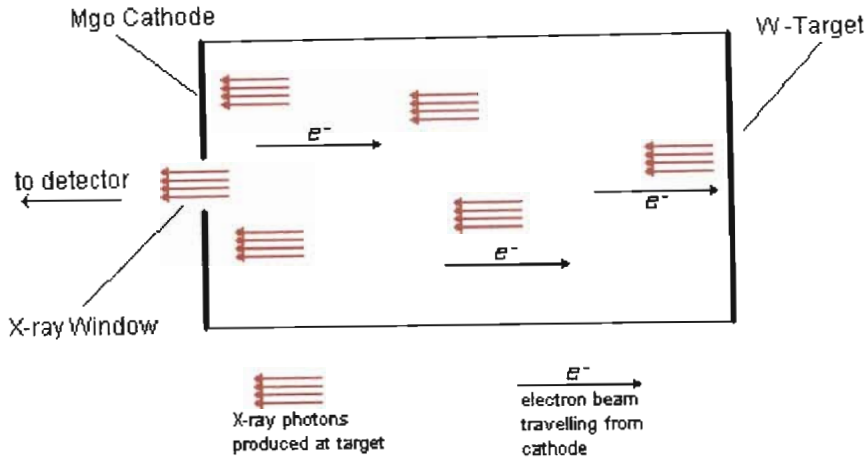 Mgo Cathode
W-Target
e⁻
to detector
e⁻
e⁻
X-ray Window
X-ray photons
produced at target
e⁻
electron beam
travelling from
cathode